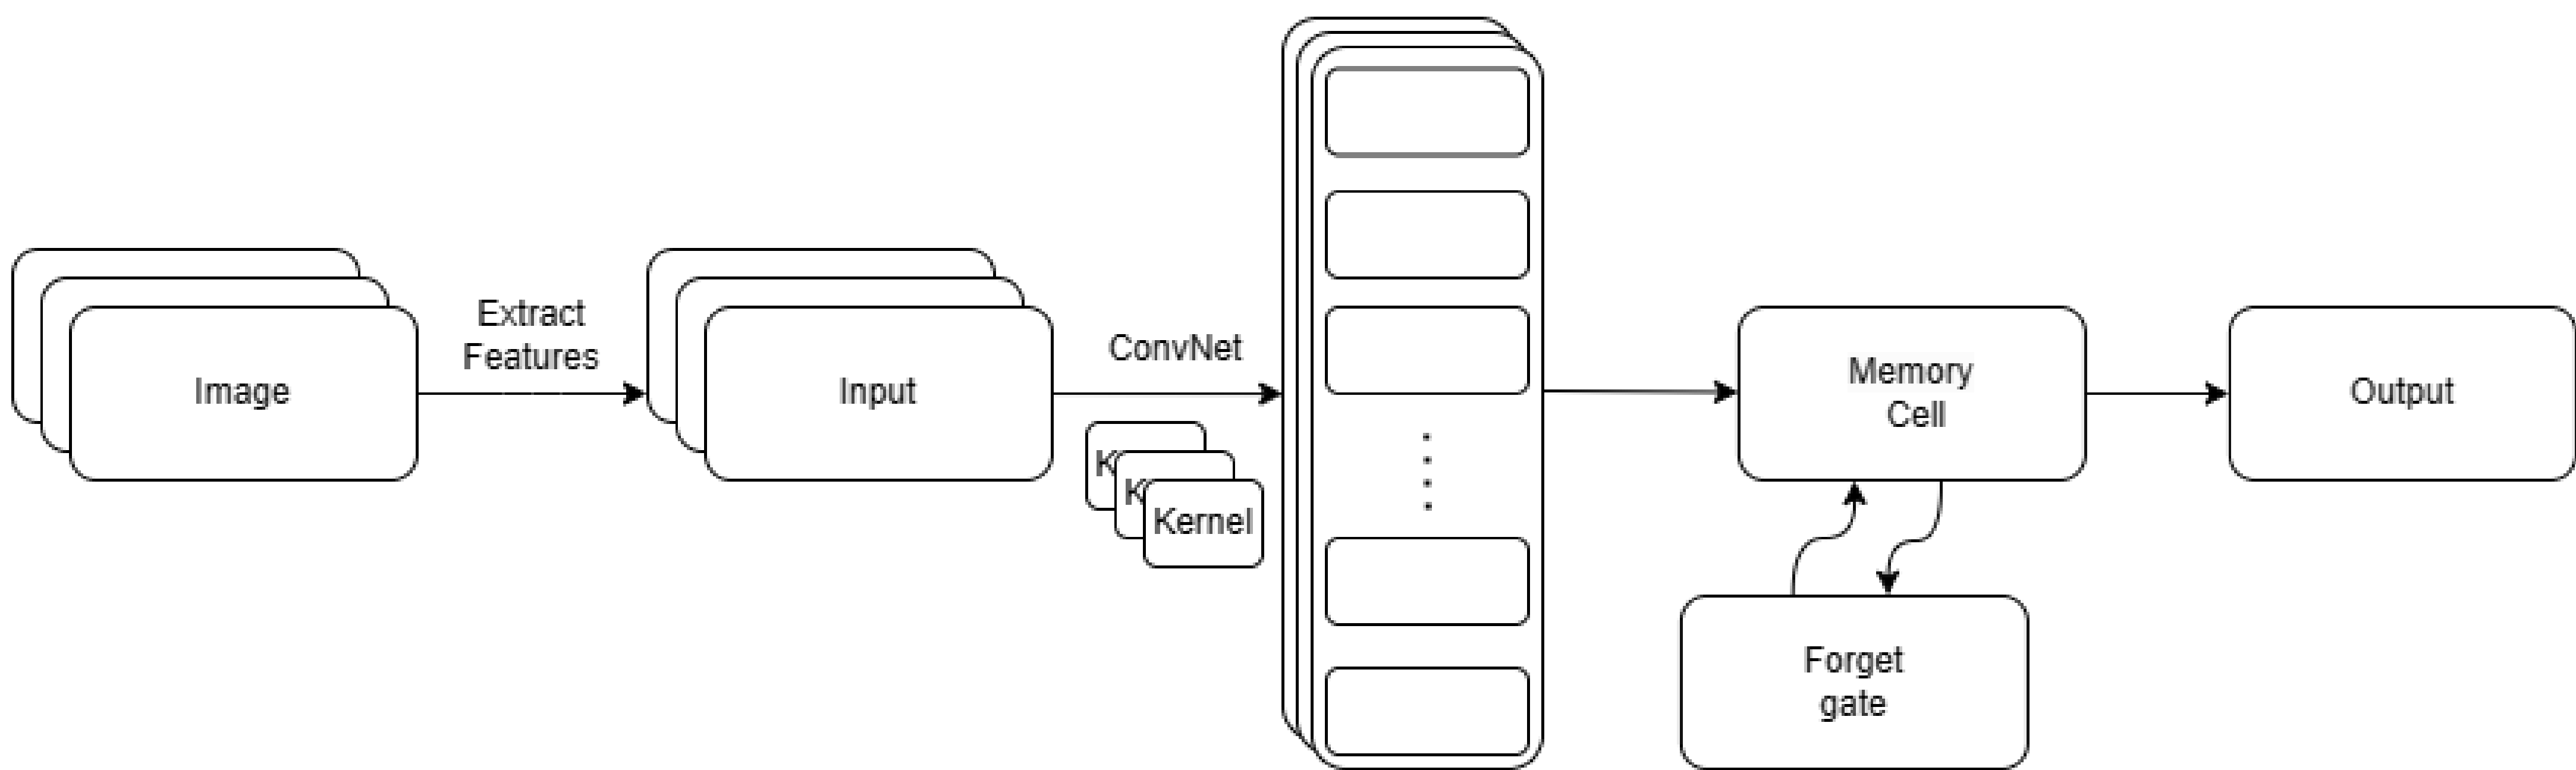 Image
Extract
Features
Input
ConvNet
K
K
Kernel
Memory
Cell
Forget
gate
Output